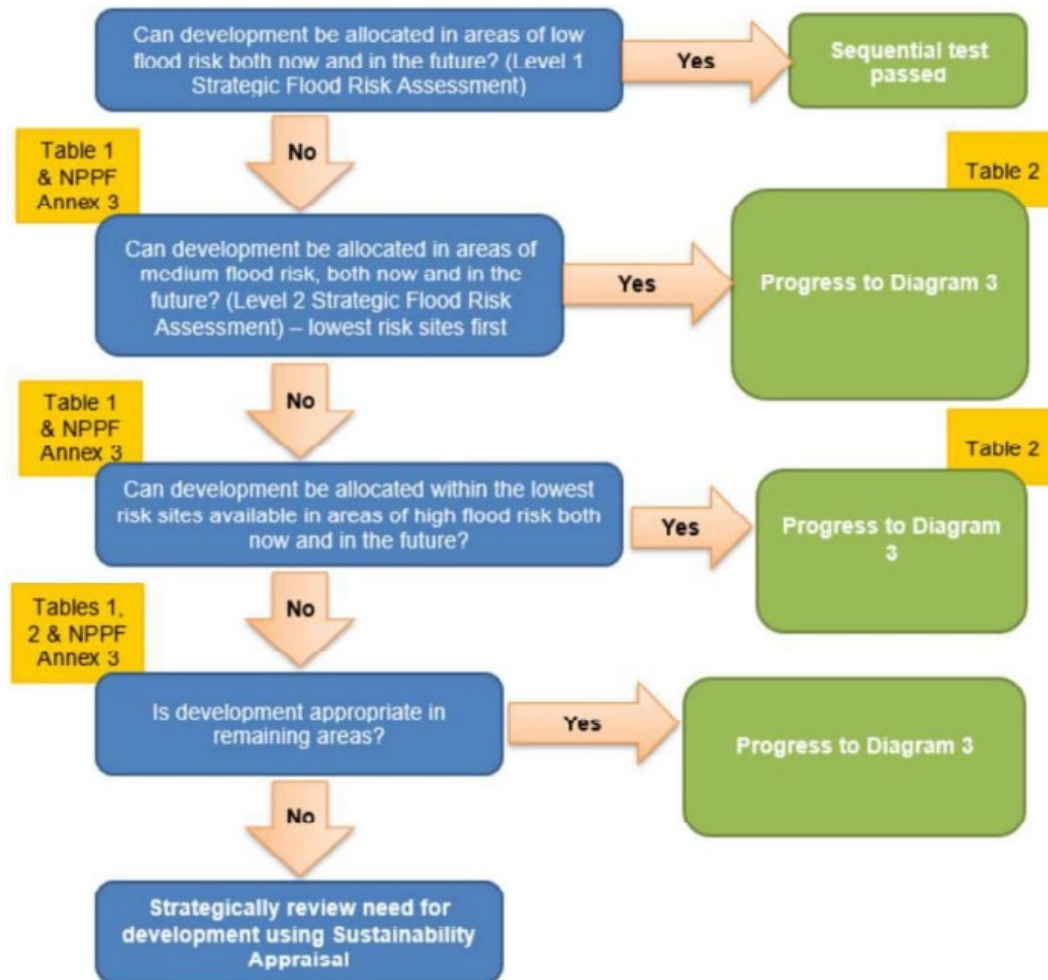 Can development be allocated in areas of low
flood risk both now and in the future? (Level 1
Strategic Flood Risk Assessment)
Yes
Sequential test
passed
No
Table 1
& NPPF
Annex 3
Table 2
Can development be allocated in areas of
medium flood risk, both now and in the
future? (Level 2 Strategic Flood Risk
Assessment) – lowest risk sites first
Yes
Progress to Diagram 3
No
Table 1
& NPPF
Annex 3
Table 2
Can development be allocated within the lowest
risk sites available in areas of high flood risk both
now and in the future?
Yes
Progress to Diagram
3
No
Tables 1,
2 & NPPF
Annex 3
Is development appropriate in
remaining areas?
Yes
Progress to Diagram 3
No
Strategically review need for
development using Sustainability
Appraisal